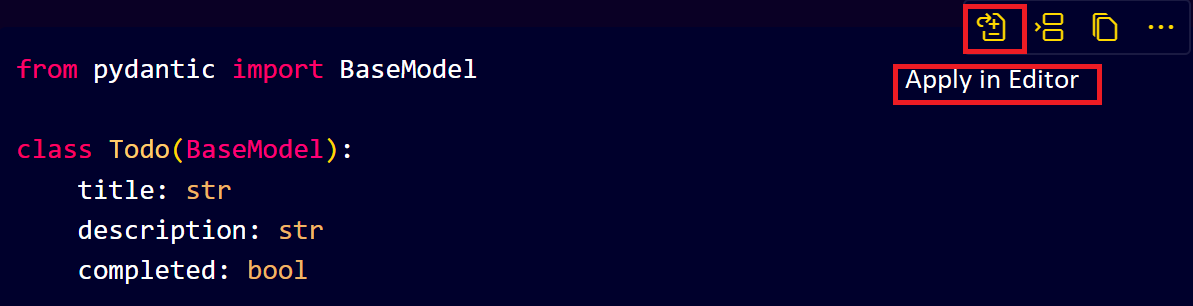 from pydantic import BaseModel
Apply in Editor
class Todo(BaseModel):
    title: str
    description: str
    completed: bool